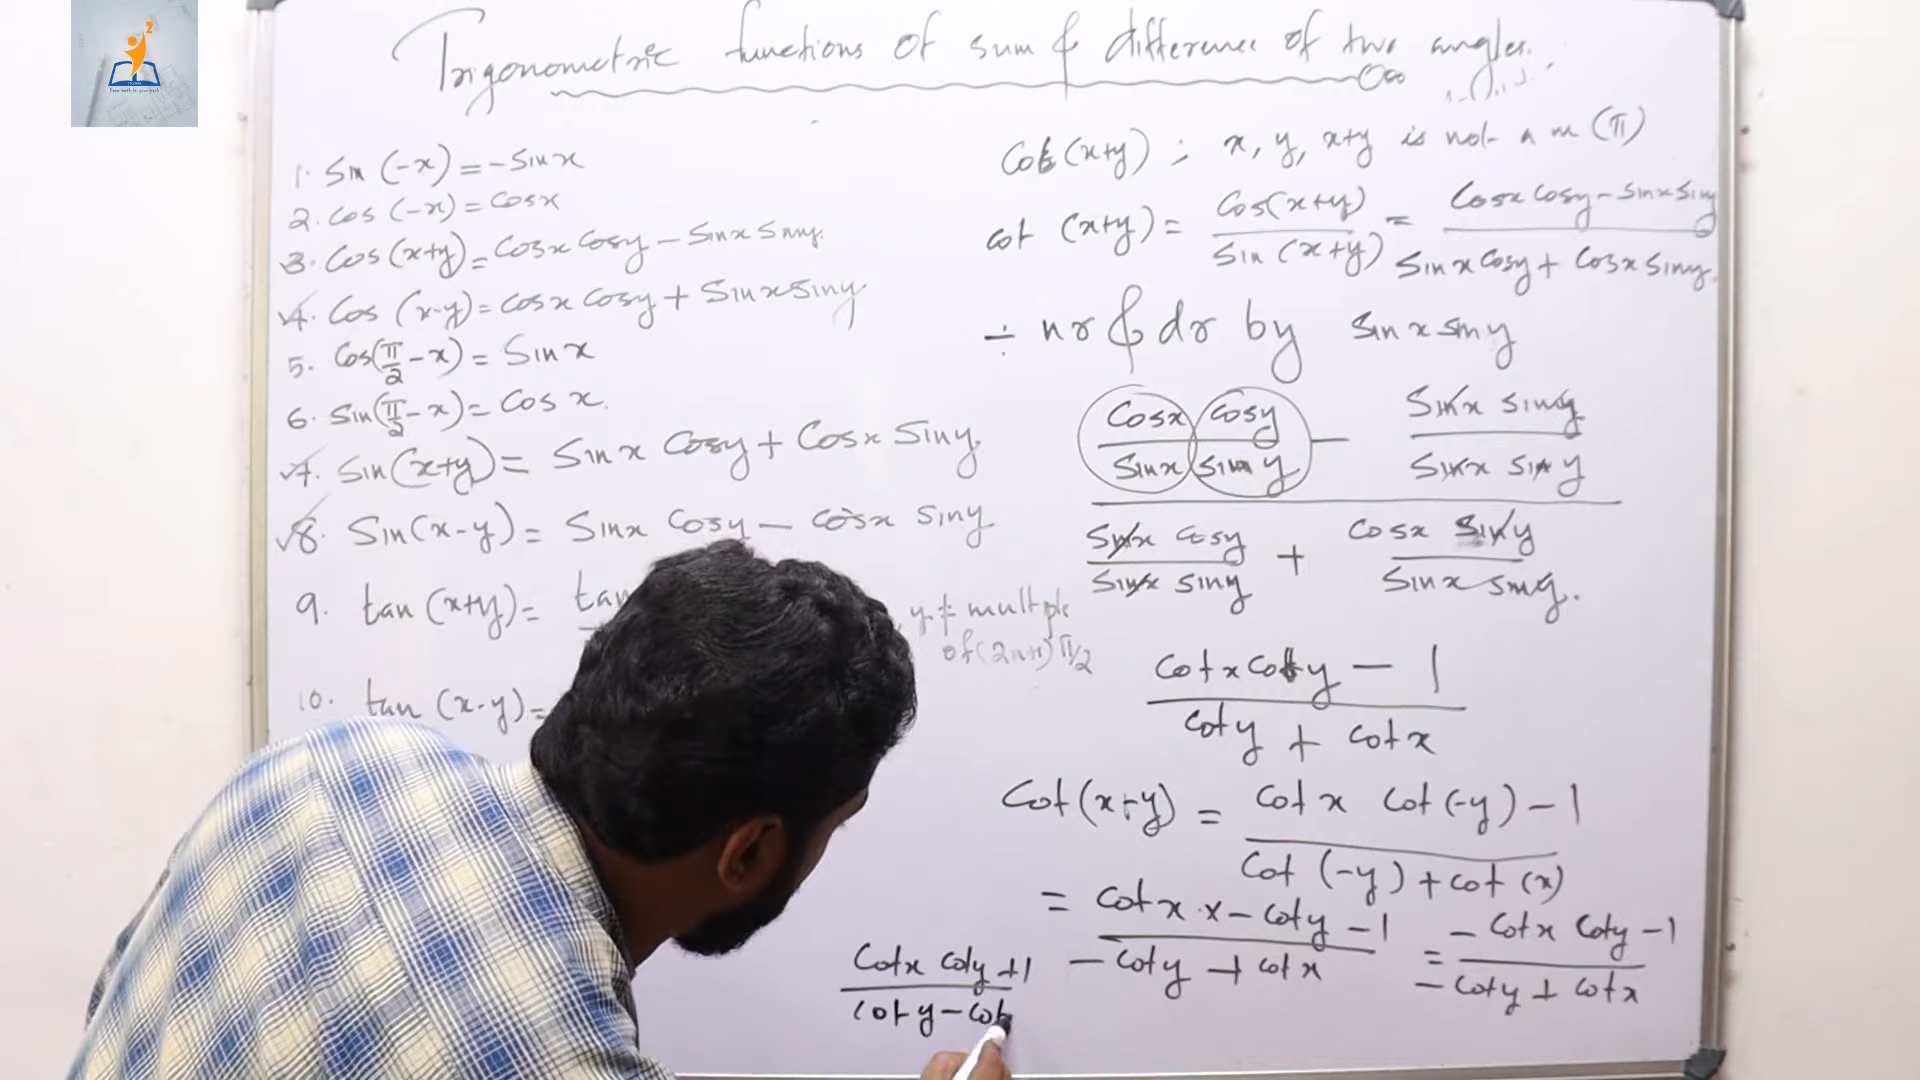 Trigonometric functions of sum & difference of two angles.
1. Sin (-x) = -Sinx
2. Cos (-x) = Cosx
3. Cos (x+y) = Cosx Cosy - Sinx Siny.
4. Cos (x-y) = Cosx Cosy + Sinx Siny
5. Cos(π/2 - x) = Sin x
6. Sin(π/2 - x) = Cos x.
7. Sin(x+y) = Sinx Cosy + Cosx Siny.
8. Sin(x-y) = Sinx Cosy - Cosx Siny
9. tan (x+y) = tan
y ≠ multple
of (2n+1) π/2
10. tan (x-y) =
Cot (x+y) ; x, y, x+y is not a m (π)
cot (x+y) = Cos(x+y) / Sin (x+y) = Cosx Cosy - Sinx Siny / Sinx Cosy + Cosx Siny.
÷ nr & dr by Sinx Siny
Cosx Cosy / Sinx Siny - Sinx Siny / Sinx Siny
Sinx Cosy / Sinx Siny + Cosx Siny / Sinx Siny.
Cotx Coty - 1
Coty + Cotx
Cot (x+y) = Cot x Cot (-y) - 1
Cot (-y) + Cot (x)
= Cotx . x - Coty - 1 / - Coty + Cotx = - Cotx Coty - 1 / - Coty + Cotx
Cotx Coty + 1
Cot y - Cot